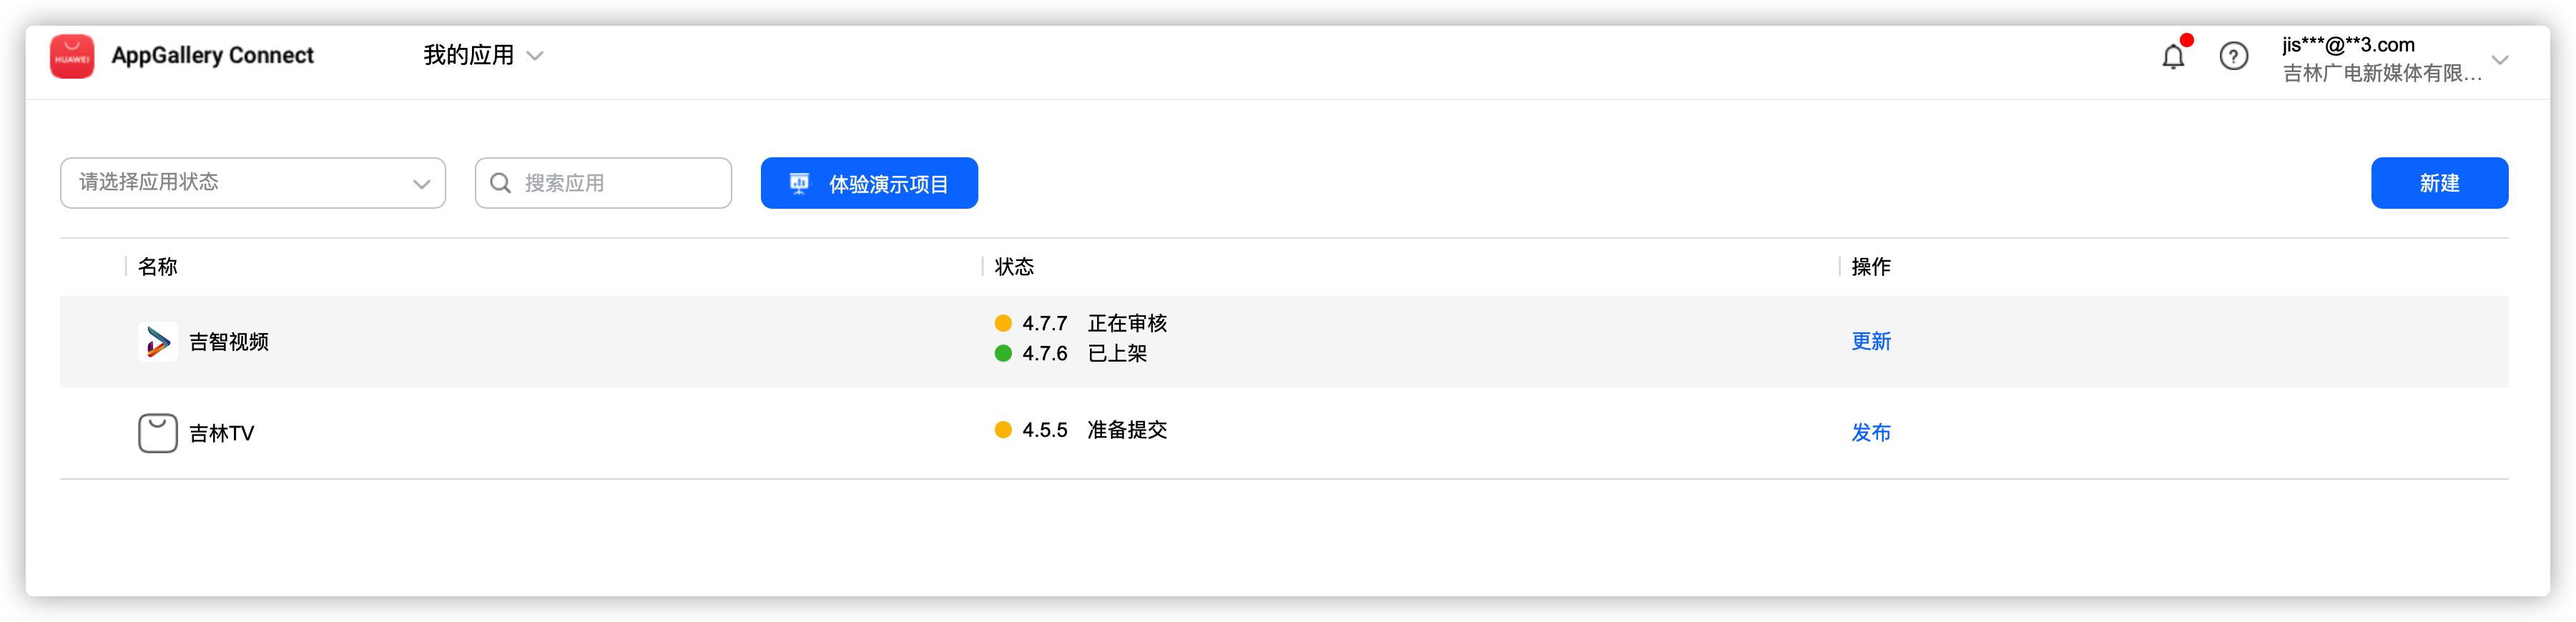 HUAWEI
AppGallery Connect
我的应用
jis***@**3.com
吉林广电新媒体有限...
请选择应用状态
搜索应用
体验演示项目
新建
名称 状态 操作
吉智视频
4.7.7 正在审核
4.7.6 已上架
更新
吉林TV
4.5.5 准备提交
发布